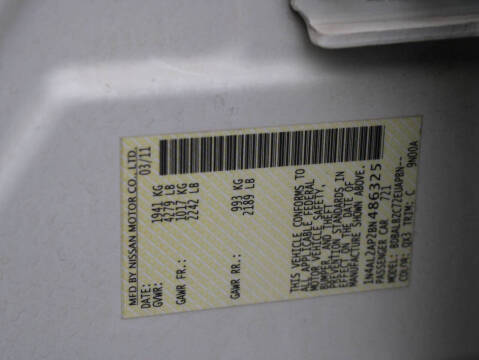 MFD BY NISSAN MOTOR CO., LTD.
DATE: 03/11
GVWR: 1941 KG
4279 LB
GAWR FR.: 1017 KG
2242 LB
GAWR RR.: 993 KG
2189 LB
THIS VEHICLE CONFORMS TO
ALL APPLICABLE FEDERAL
MOTOR VEHICLE SAFETY,
BUMPER, AND THEFT
PREVENTION STANDARDS IN
EFFECT ON THE DATE OF
MANUFACTURE SHOWN ABOVE.
1N4AL2AP2BN486325
PASSENGER CAR 721
MODEL:
COLOR: QX3 TRIM: C 9N00A